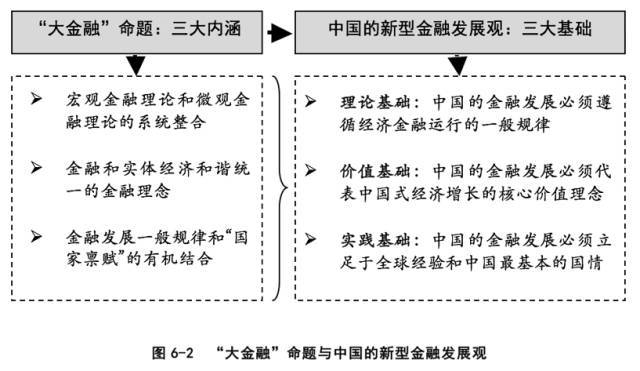 “大金融”命题：三大内涵
中国的新型金融发展观：三大基础
➢ 宏观金融理论和微观金
融理论的系统整合
➢ 金融和实体经济和谐统
一的金融理念
➢ 金融发展一般规律和“国
家禀赋”的有机结合
➢ 理论基础：中国的金融发展必须遵
循经济金融运行的一般规律
➢ 价值基础：中国的金融发展必须代
表中国式经济增长的核心价值理念
➢ 实践基础：中国的金融发展必须立
足于全球经验和中国最基本的国情
图 6-2 “大金融”命题与中国的新型金融发展观